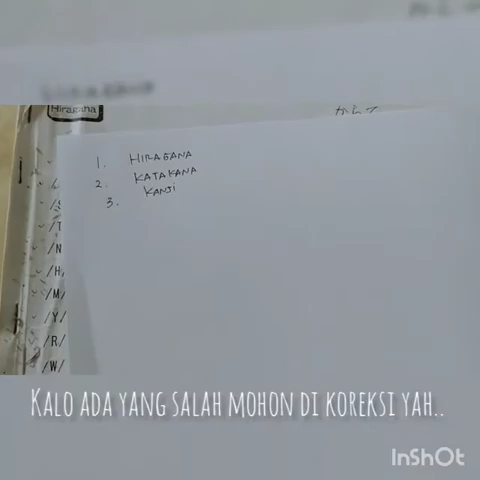 Hiragana
1. HIRAGANA
2. KATAKANA
3. KANJI
/T
/N
/H/
/M/
/Y/
/R/
/W/
KALO ADA YANG SALAH MOHON DI KOREKSI YAH..
InShOt